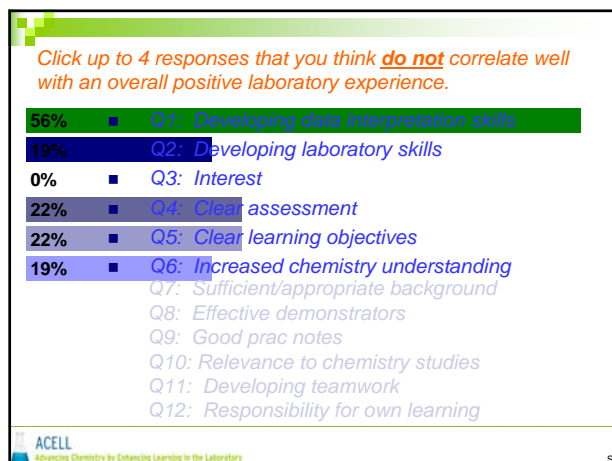 Click up to 4 responses that you think do not correlate well
with an overall positive laboratory experience.
56% ■ Q1: Developing data interpretation skills
19% ■ Q2: Developing laboratory skills
0% ■ Q3: Interest
22% ■ Q4: Clear assessment
22% ■ Q5: Clear learning objectives
19% ■ Q6: Increased chemistry understanding
Q7: Sufficient/appropriate background
Q8: Effective demonstrators
Q9: Good prac notes
Q10: Relevance to chemistry studies
Q11: Developing teamwork
Q12: Responsibility for own learning
ACELL
Advancing Chemistry by Enhancing Learning in the Laboratory
s